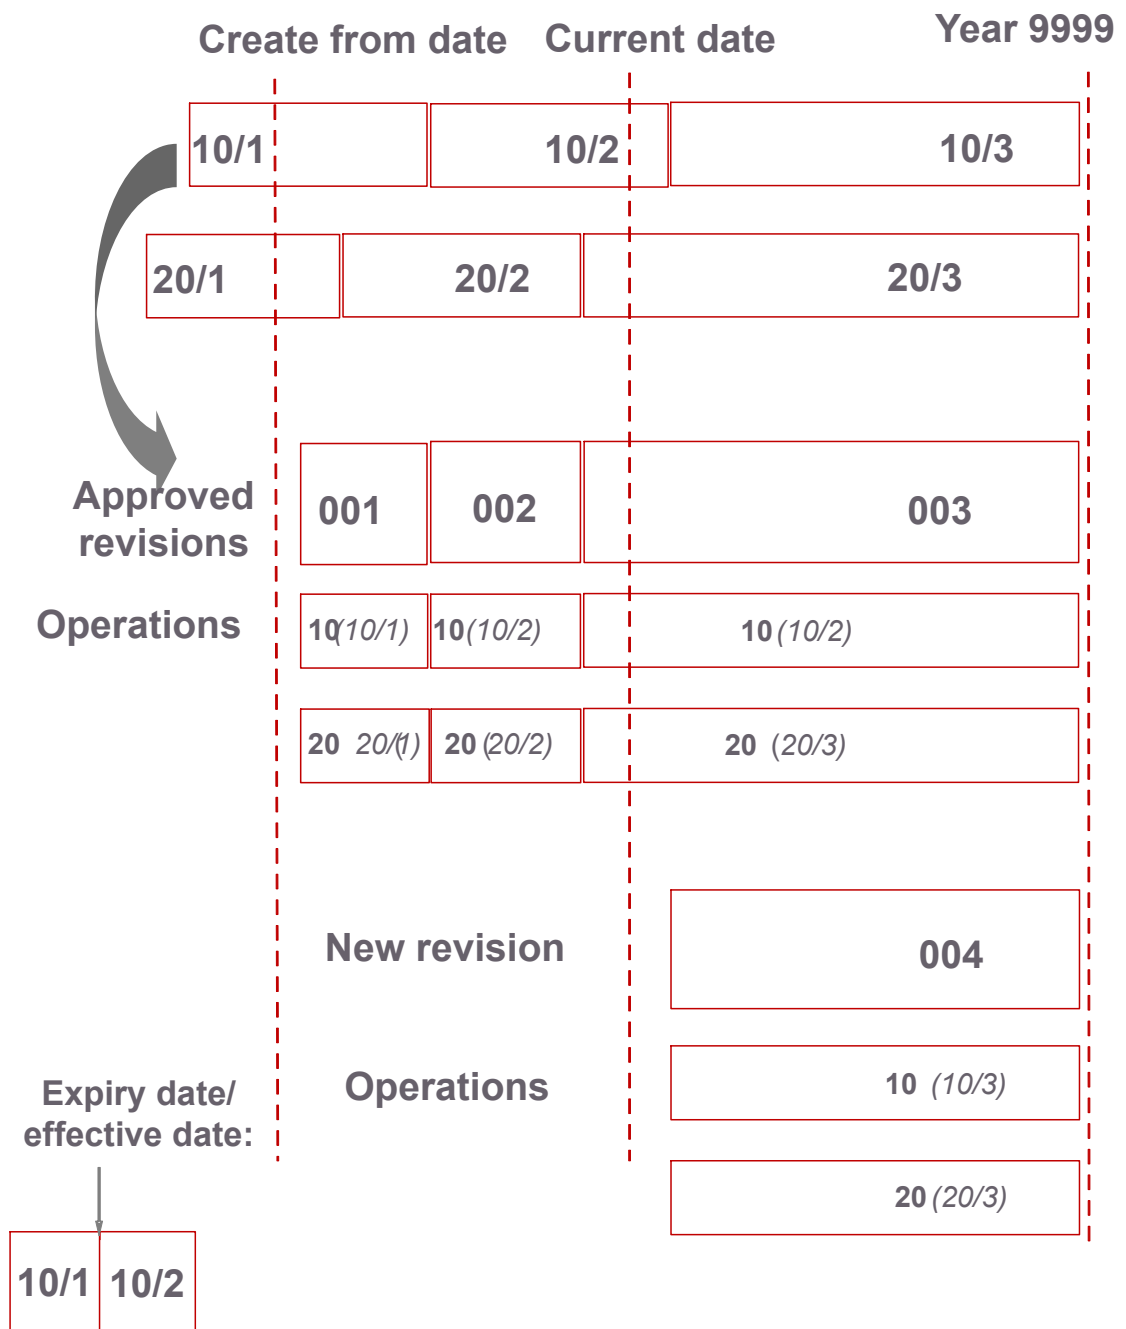 Create from date Current date Year 9999
10/1 10/2 10/3
20/1 20/2 20/3
Approved
revisions
001 002 003
Operations
10(10/1) 10(10/2) 10(10/2)
20 20/(1) 20(20/2) 20 (20/3)
New revision
004
Operations
10 (10/3)
20(20/3)
Expiry date/
effective date:
10/1 10/2